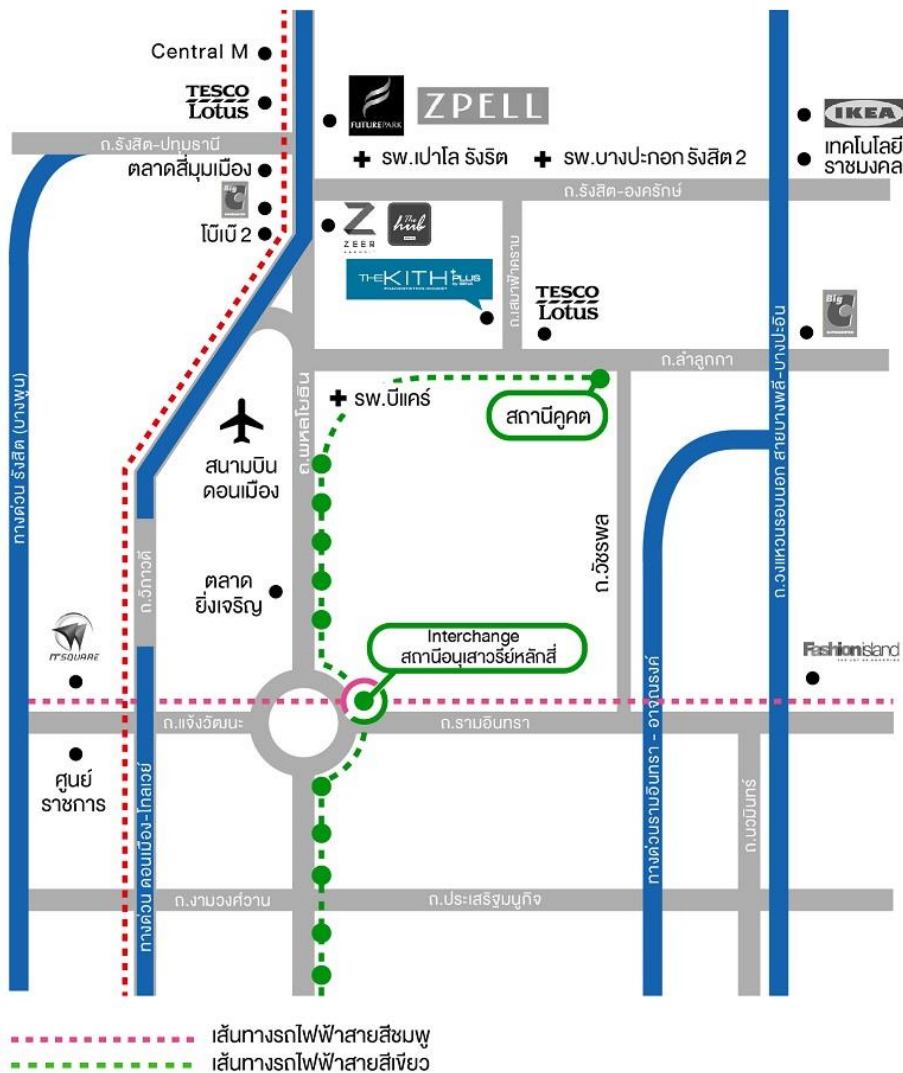 Central M
TESCO
Lotus
FUTUREPARK
ZPELL
IKEA
ถ.รังสิต-ปทุมธานี
ตลาดสี่มุมเมือง
รพ.เปาโล รังริต
รพ.บางปะกอก รังสิต 2
เทคโนโลยี
ราชมงคล
ถ.รังสิต-องครักษ์
Big C
โบ๊เบ๊ 2
Z
ZEER
The hub
THE KITH PLUS
by SENA
ถ.เสมาฟ้าคราม
TESCO
Lotus
Big C
ถ.ลำลูกกา
ทางด่วน รังสิต (บางพูน)
ถ.พหลโยธิน
รพ.บีแคร์
สถานีคูคต
ถ.วงแหวนรอบนอก สายบางพลี-บางปะอิน
สนามบิน
ดอนเมือง
ถ.วิภาวดี
ตลาด
ยิ่งเจริญ
ถ.วัชรพล
IT SQUARE
Interchange
สถานีอนุเสาวรีย์หลักสี่
Fashion island
ถ.แจ้งวัฒนะ
ถ.รามอินทรา
ศูนย์
ราชการ
ทางด่วน ดอนเมือง-โทลเวย์
ทางด่วนรามอินทรา - อาจณรงค์
ถ.นวมินทร์
ถ.งามวงศ์วาน
ถ.ประเสริฐมนูกิจ
เส้นทางรถไฟฟ้าสายสีชมพู
เส้นทางรถไฟฟ้าสายสีเขียว